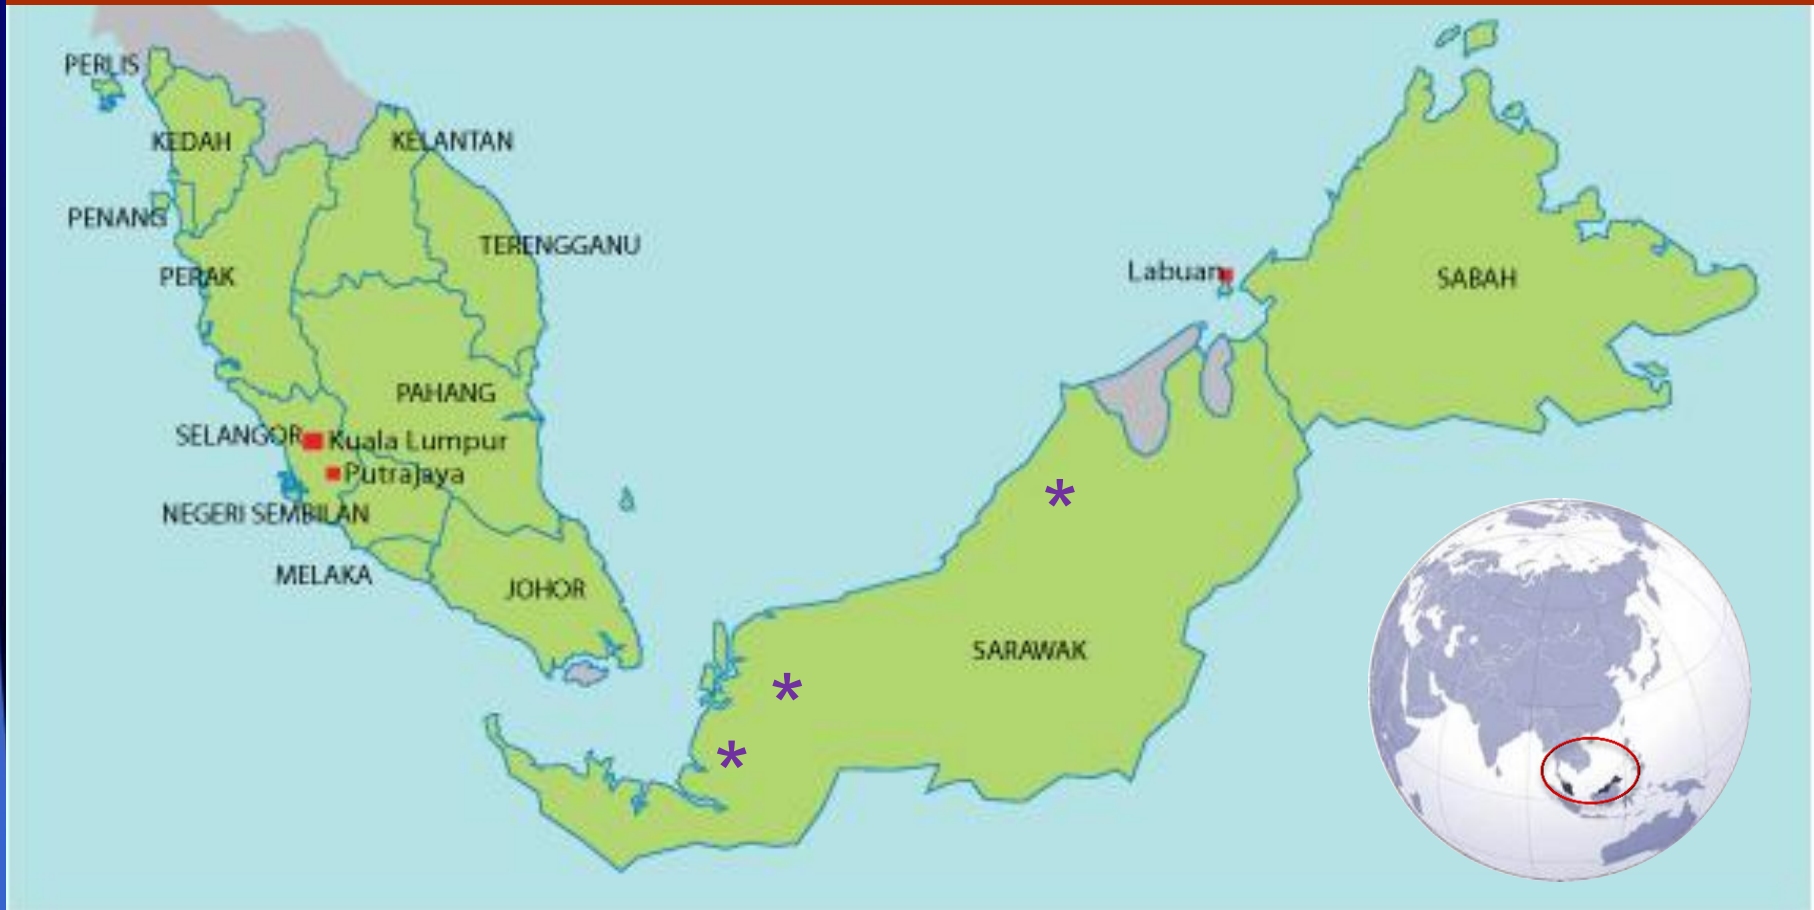 PERLIS
KEDAH
KELANTAN
PENANG
TERENGGANU
PERAK
Labuan
SABAH
PAHANG
SELANGOR
Kuala Lumpur
Putrajaya
*
NEGERI SEMBILAN
MELAKA
JOHOR
SARAWAK
*
*